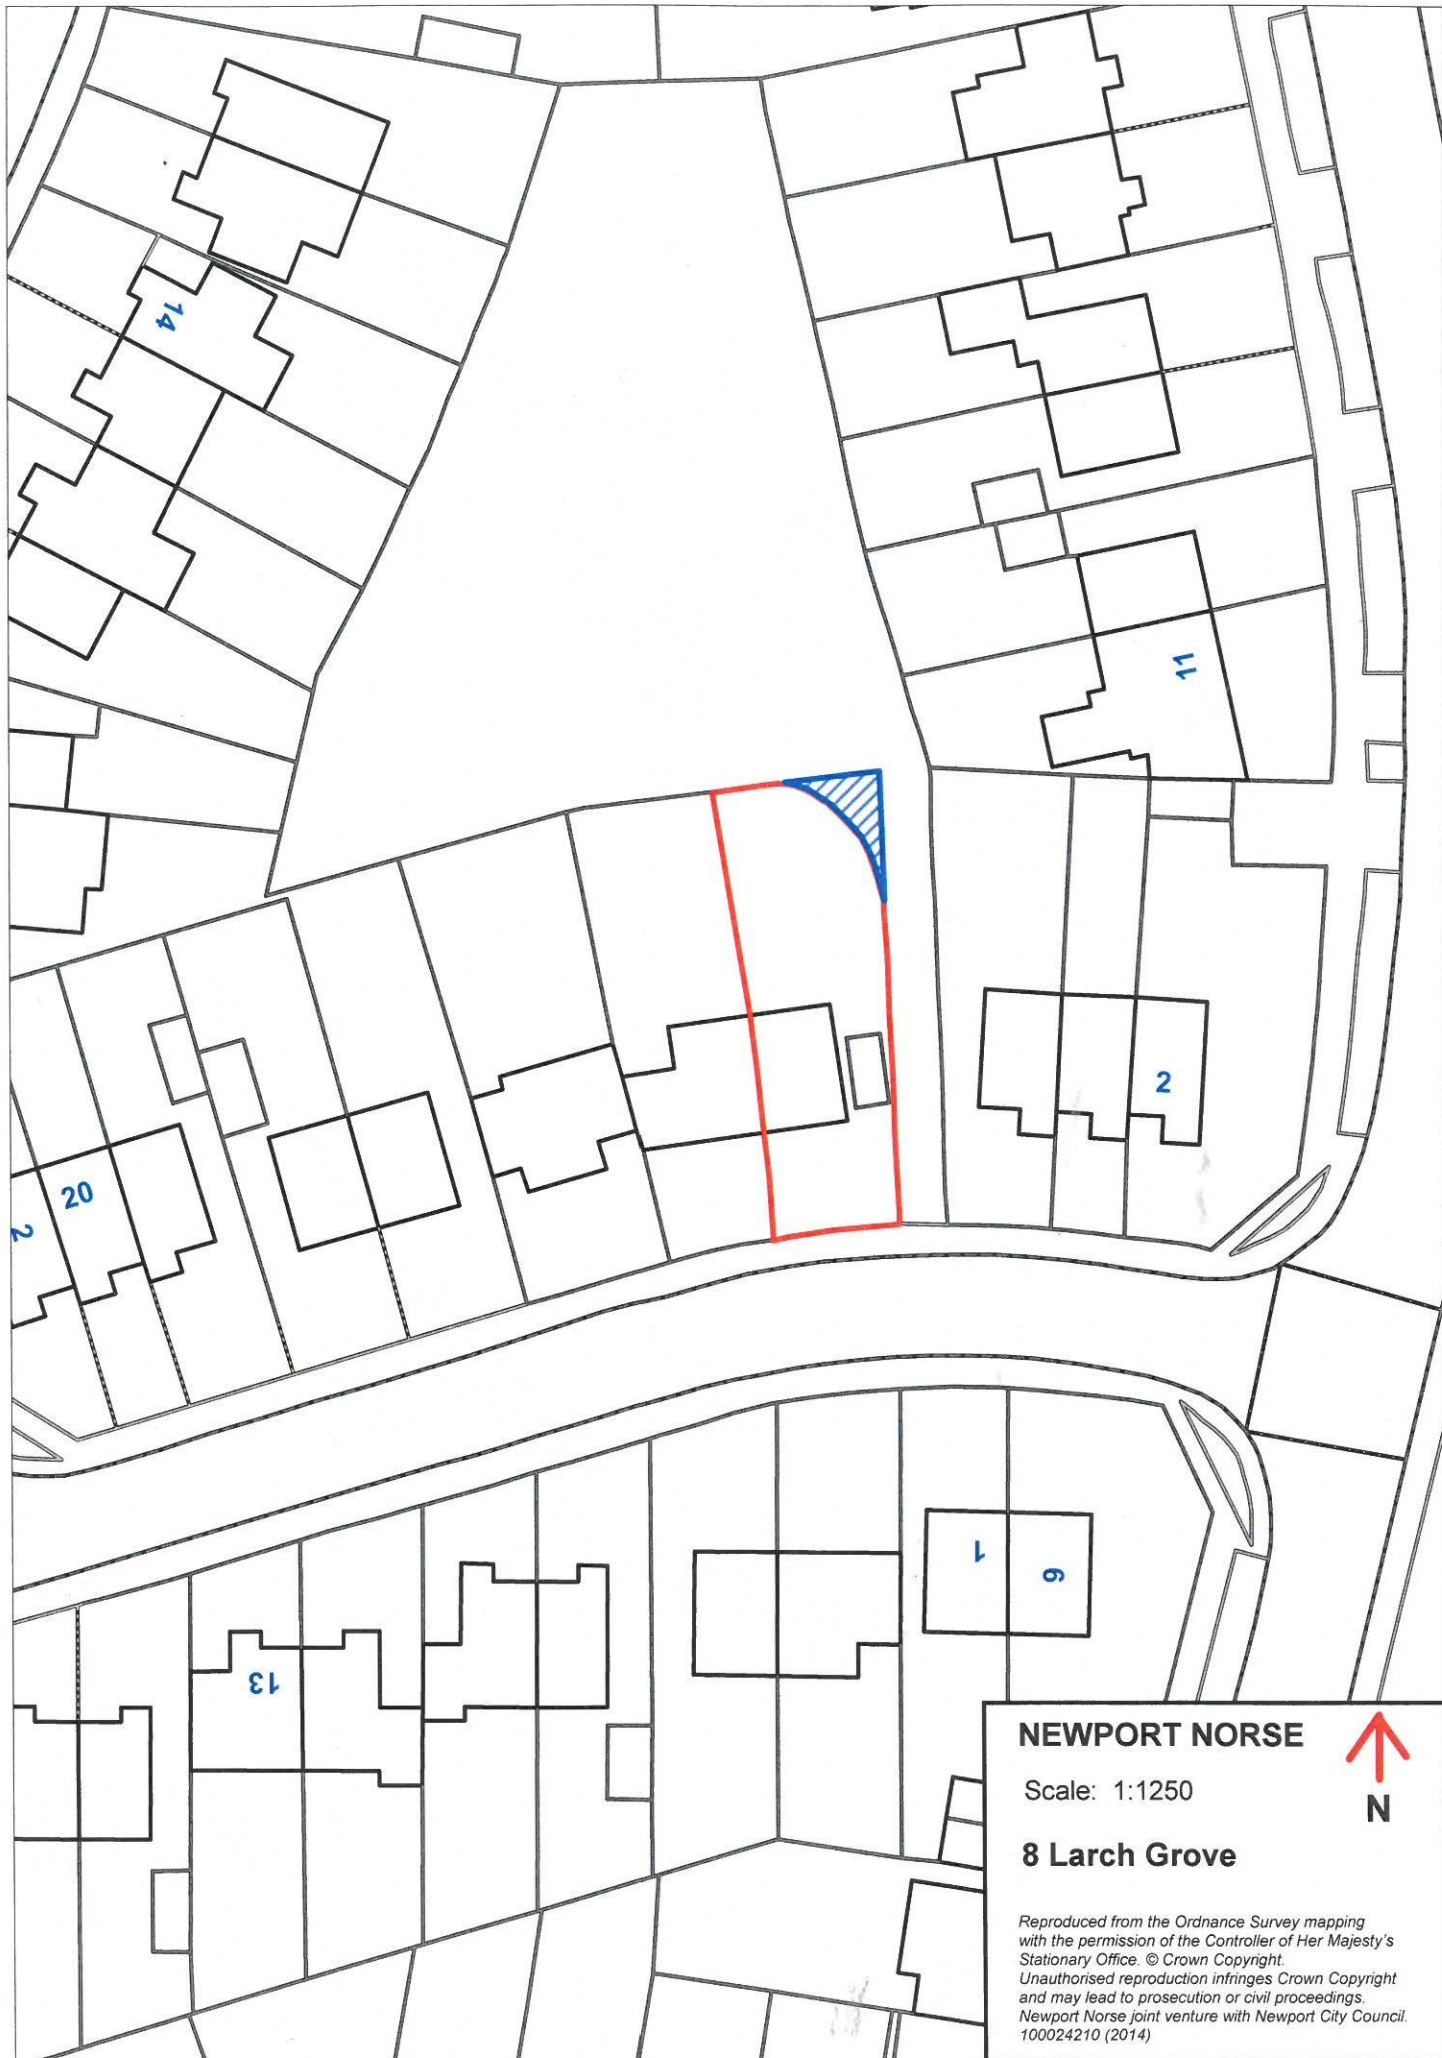 14
11
2
20
2
1
6
13
NEWPORT NORSE
Scale: 1:1250
N
8 Larch Grove
Reproduced from the Ordnance Survey mapping
with the permission of the Controller of Her Majesty's
Stationary Office. © Crown Copyright.
Unauthorised reproduction infringes Crown Copyright
and may lead to prosecution or civil proceedings.
Newport Norse joint venture with Newport City Council.
100024210 (2014)